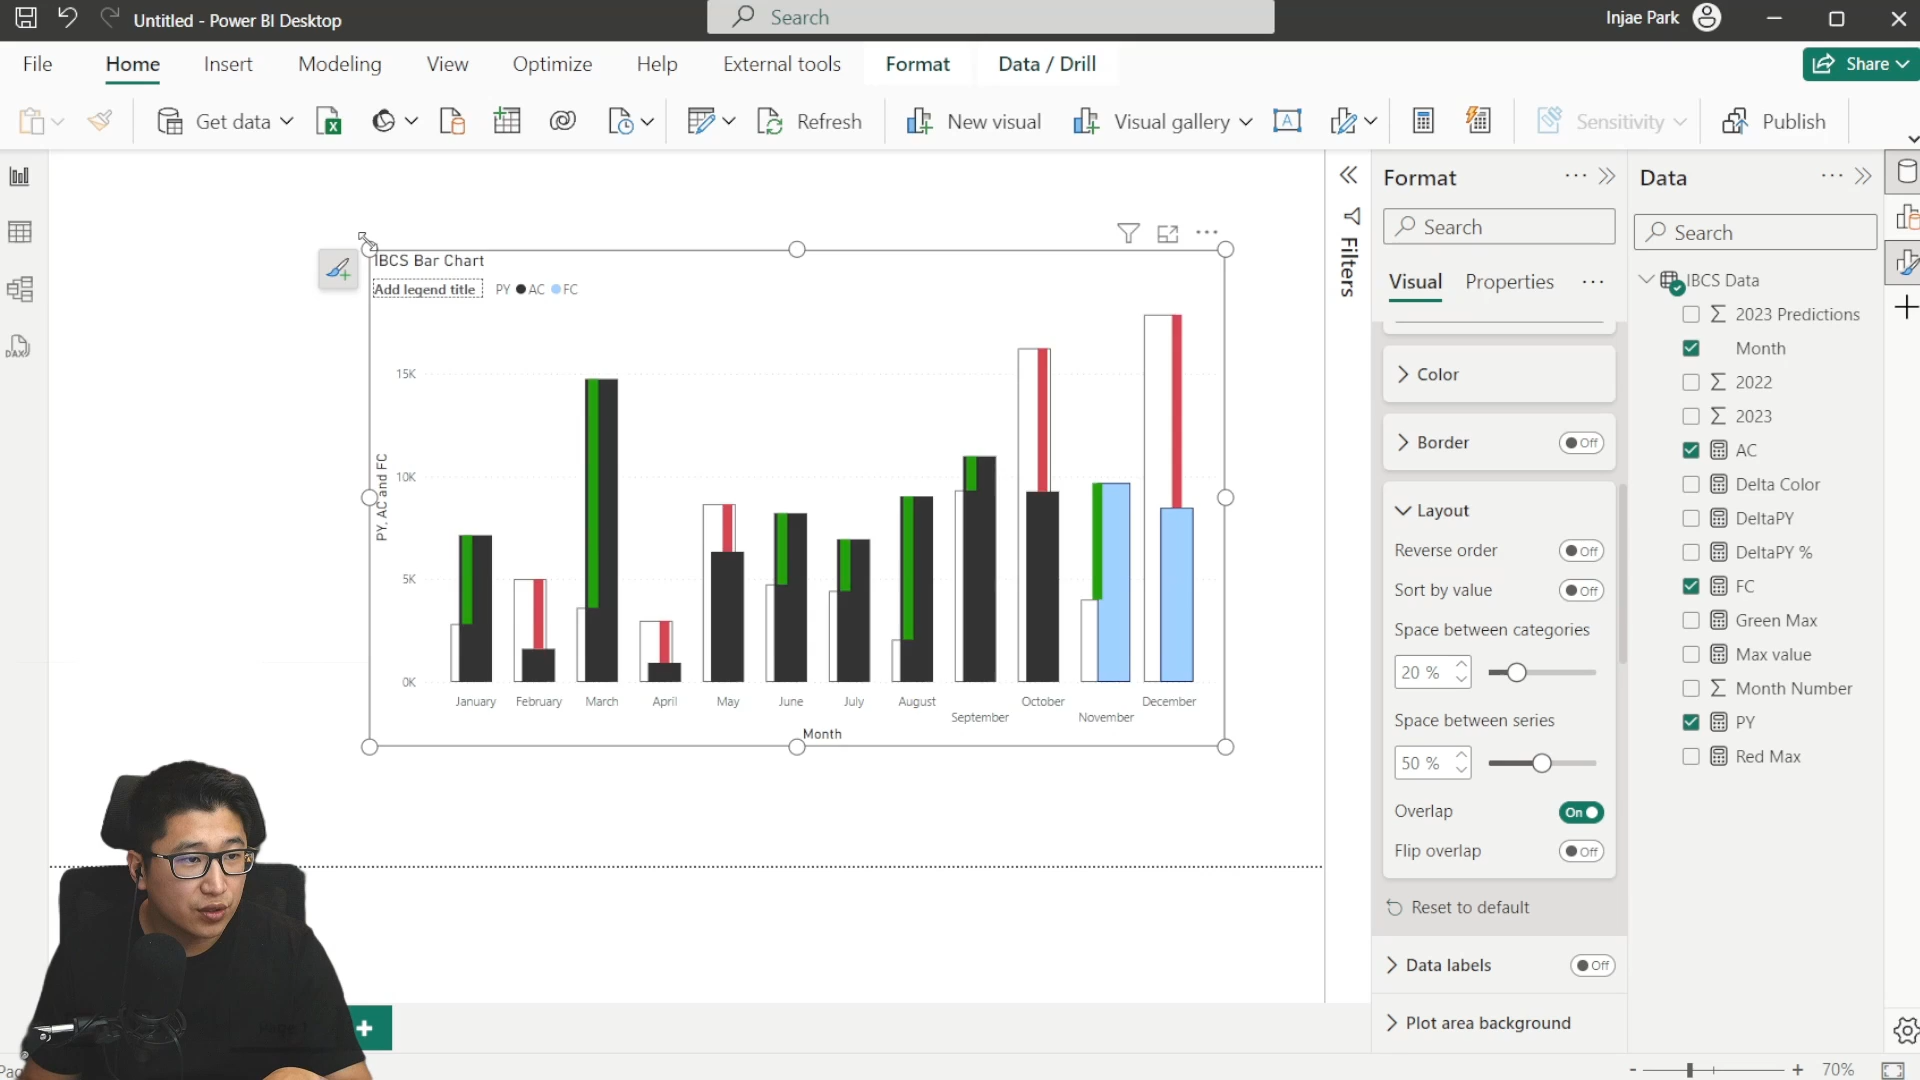 Untitled - Power BI Desktop
Search
Injae Park
File
Home
Insert
Modeling
View
Optimize
Help
External tools
Format
Data / Drill
Share
Get data
Refresh
New visual
Visual gallery
Sensitivity
Publish
DAX
IBCS Bar Chart
Add legend title
PY AC FC
PY, AC and FC
15K
10K
5K
0K
January
February
March
April
May
June
July
August
September
October
November
December
Month
Filters
Format
Search
Visual
Properties
Color
Border
Off
Layout
Reverse order
Off
Sort by value
Off
Space between categories
20 %
Space between series
50 %
Overlap
On
Flip overlap
Off
Reset to default
Data labels
Off
Plot area background
Data
Search
IBCS Data
2023 Predictions
Month
2022
2023
AC
Delta Color
DeltaPY
DeltaPY %
FC
Green Max
Max value
Month Number
PY
Red Max
70%